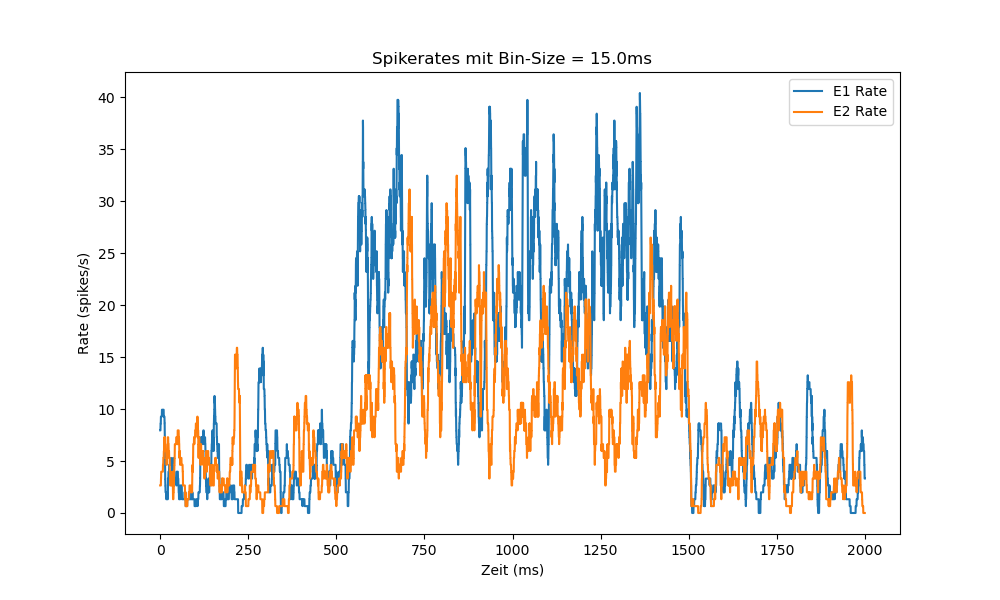 Spikerates mit Bin-Size = 15.0ms
E1 Rate
E2 Rate
Rate (spikes/s)
40
35
30
25
20
15
10
5
0
0 250 500 750 1000 1250 1500 1750 2000
Zeit (ms)